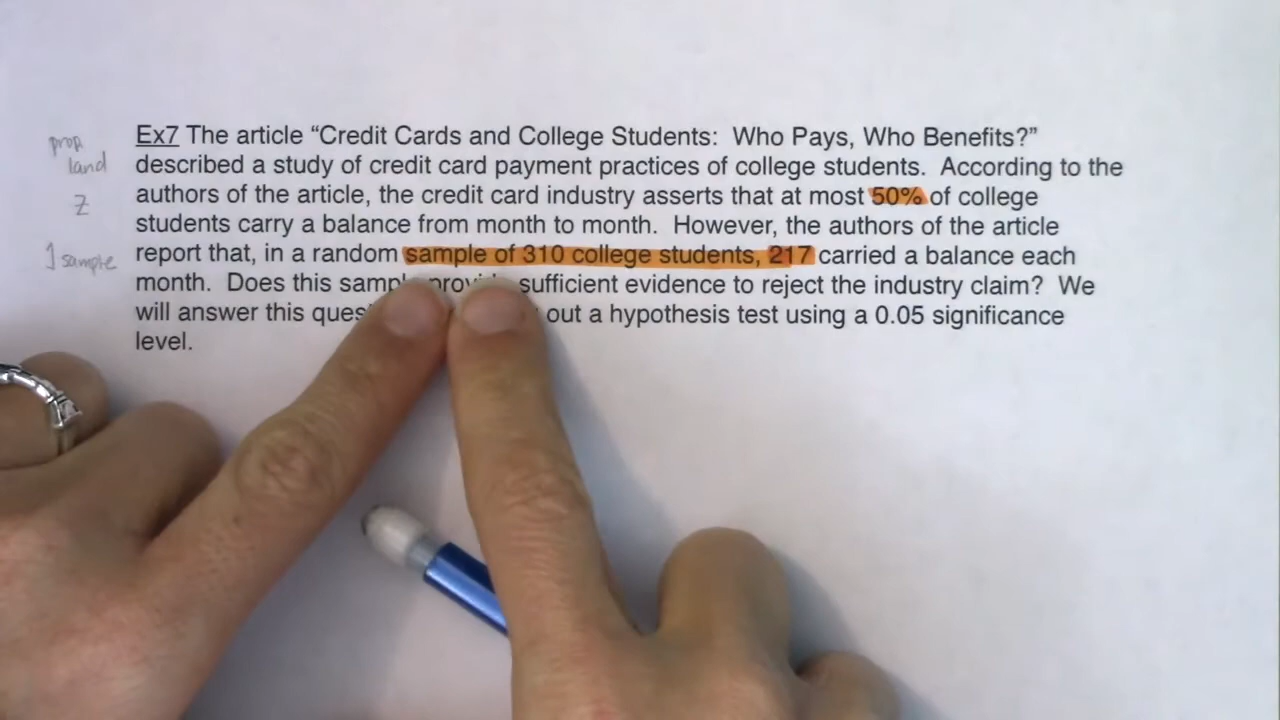 prop
land
Z
1 sample
Ex7 The article “Credit Cards and College Students: Who Pays, Who Benefits?”
described a study of credit card payment practices of college students. According to the
authors of the article, the credit card industry asserts that at most 50% of college
students carry a balance from month to month. However, the authors of the article
report that, in a random sample of 310 college students, 217 carried a balance each
month. Does this sufficient evidence to reject the industry claim? We
will answer this out a hypothesis test using a 0.05 significance
level.